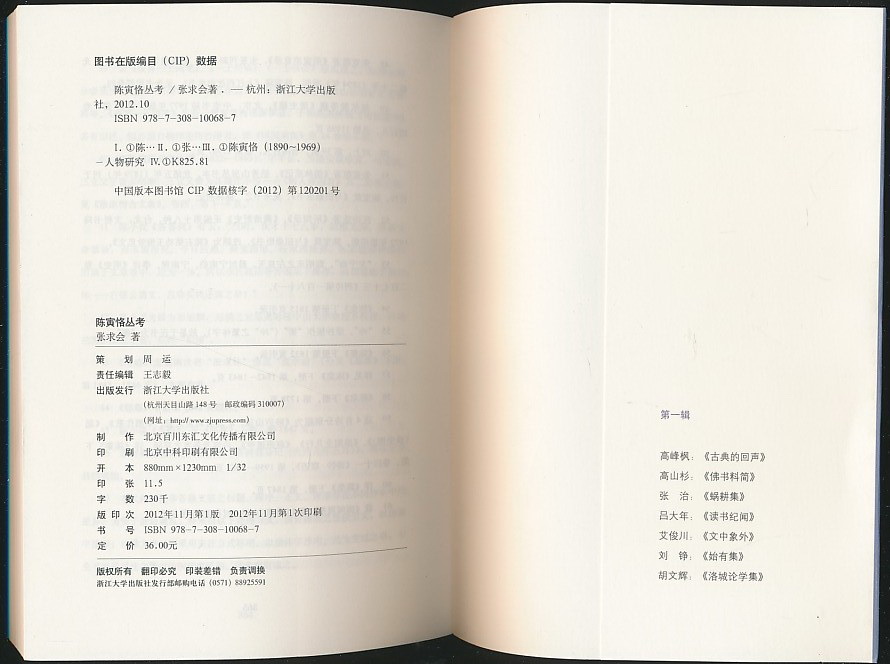 图书在版编目（CIP）数据
陈寅恪丛考 / 张求会著 . — 杭州：浙江大学出版
社，2012.10
ISBN 978-7-308-10068-7
Ⅰ. ①陈… Ⅱ. ①张… Ⅲ. ①陈寅恪（1890~1969）
- 人物研究 Ⅳ. ①K825.81
中国版本图书馆 CIP 数据核字（2012）第120201号
陈寅恪丛考
张求会 著
策 划 周 运
责任编辑 王志毅
出版发行 浙江大学出版社
（杭州天目山路 148 号 邮政编码 310007）
（网址：http://www.zjupress.com）
制 作 北京百川东汇文化传播有限公司
印 刷 北京中科印刷有限公司
开 本 880mm×1230mm 1/32
印 张 11.5
字 数 230千
版 印 次 2012年11月第1版 2012年11月第1次印刷
书 号 ISBN 978-7-308-10068-7
定 价 36.00元
版权所有 翻印必究 印装差错 负责调换
浙江大学出版社发行部邮购电话（0571）88925591
第一辑
高峰枫：《古典的回声》
高山杉：《佛书料简》
张 治：《蜗耕集》
吕大年：《读书纪闻》
艾俊川：《文中象外》
刘 铮：《始有集》
胡文辉：《洛城论学集》